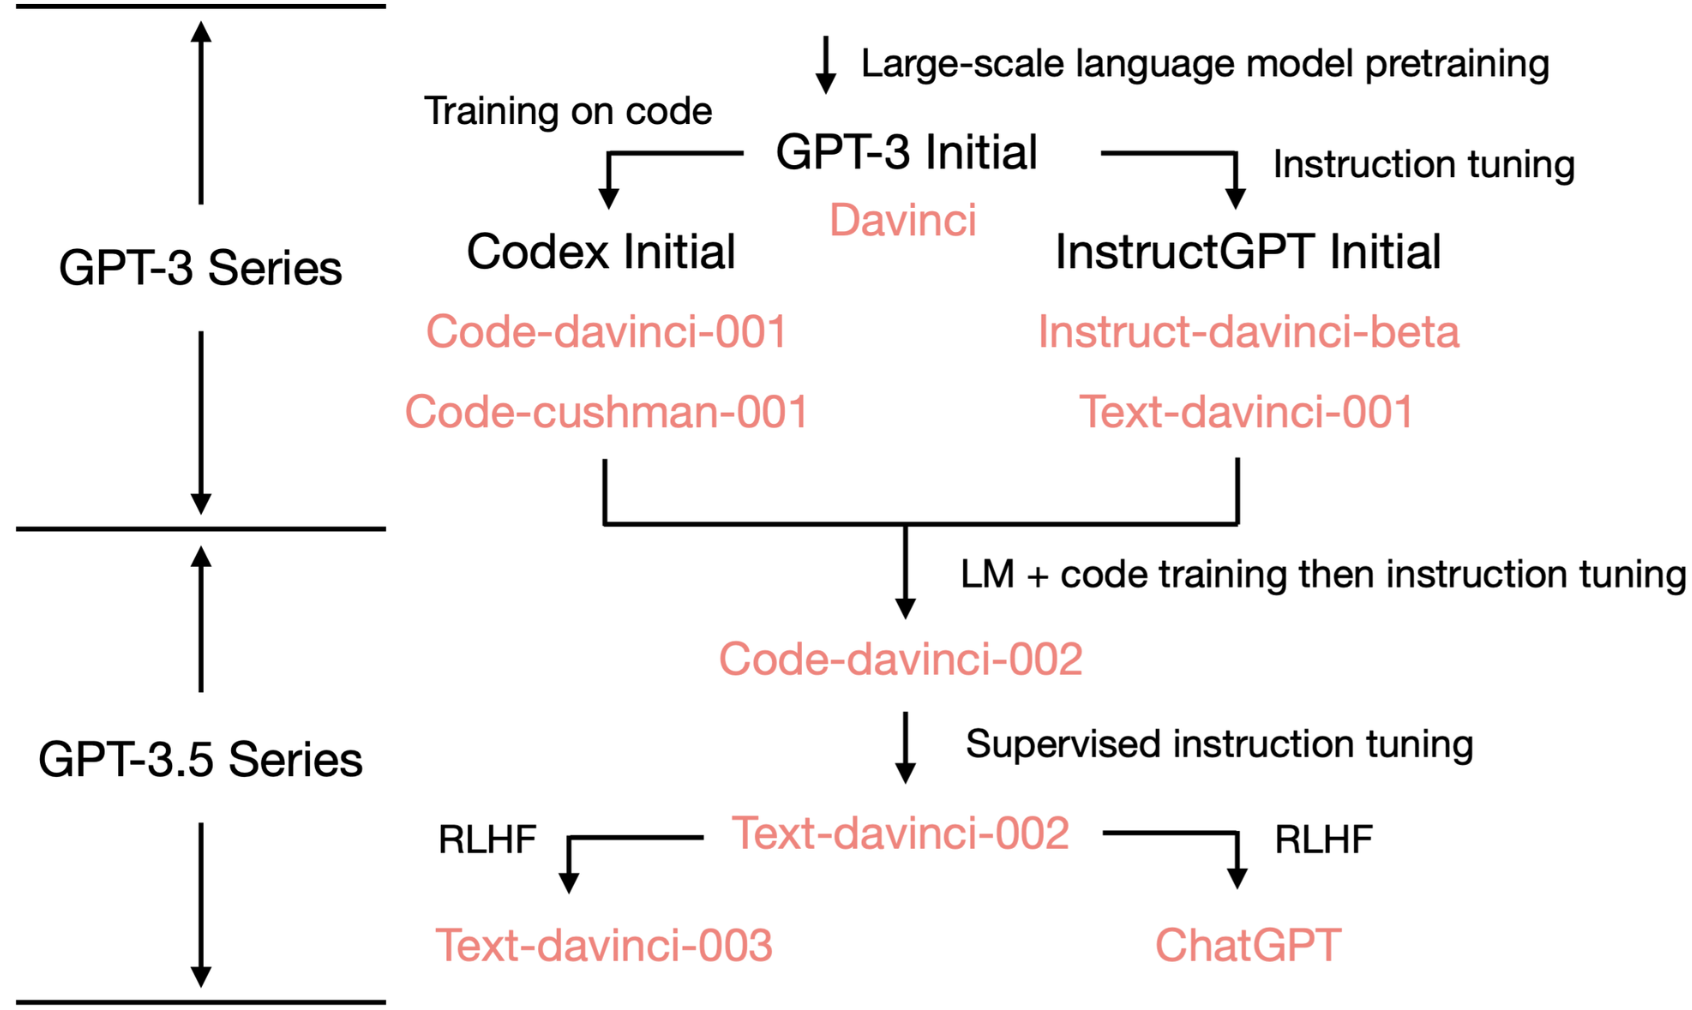 Large-scale language model pretraining
Training on code
GPT-3 Initial
Instruction tuning
Davinci
Codex Initial
InstructGPT Initial
GPT-3 Series
Code-davinci-001
Instruct-davinci-beta
Code-cushman-001
Text-davinci-001
LM + code training then instruction tuning
Code-davinci-002
Supervised instruction tuning
GPT-3.5 Series
RLHF
Text-davinci-002
RLHF
Text-davinci-003
ChatGPT